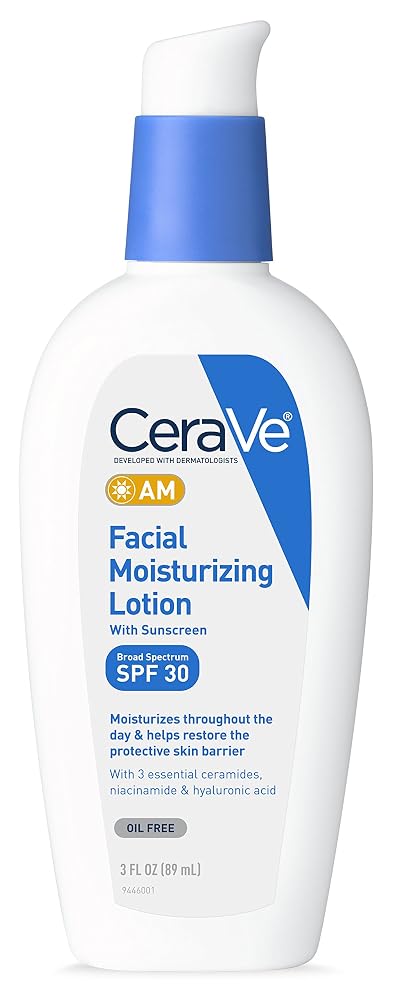 CeraVe®
DEVELOPED WITH DERMATOLOGISTS
AM
Facial
Moisturizing
Lotion
With Sunscreen
Broad Spectrum
SPF 30
Moisturizes throughout the
day & helps restore the
protective skin barrier
With 3 essential ceramides,
niacinamide & hyaluronic acid
OIL FREE
3 FL OZ (89 mL)
9446001